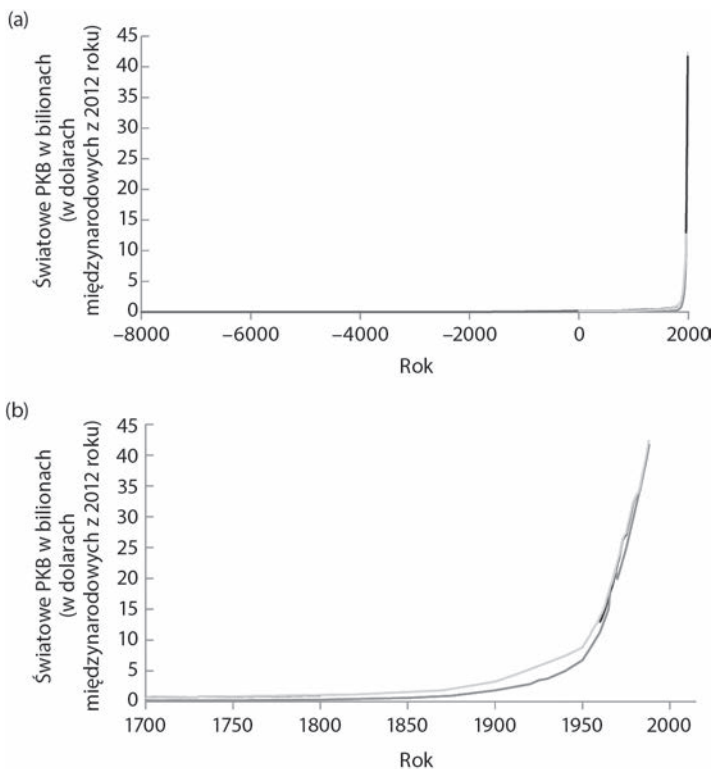 (a)
Światowe PKB w bilionach
(w dolarach
międzynarodowych z 2012 roku)
45
40
35
30
25
20
15
10
5
0
–8000 –6000 –4000 –2000 0 2000
Rok
(b)
Światowe PKB w bilionach
(w dolarach
międzynarodowych z 2012 roku)
45
40
35
30
25
20
15
10
5
0
1700 1750 1800 1850 1900 1950 2000
Rok